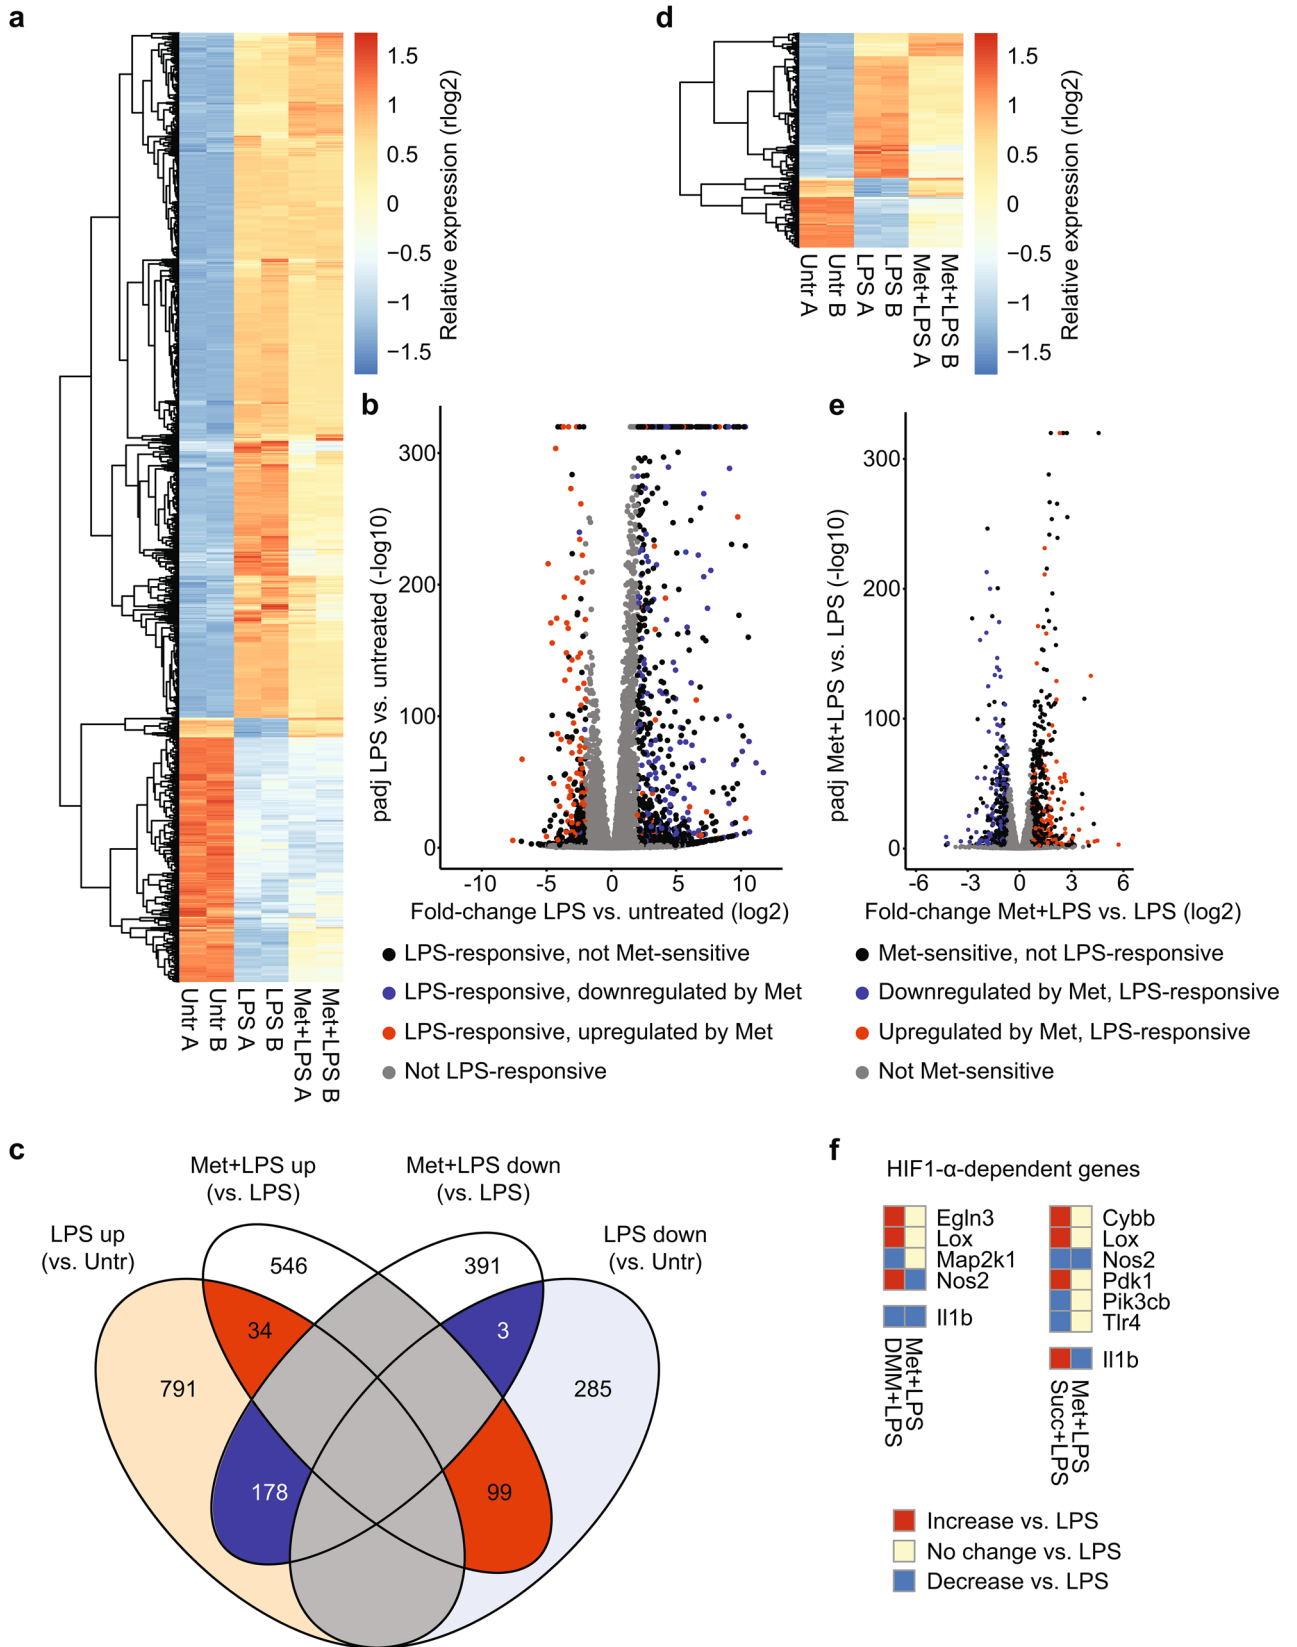 a
1.5
1
0.5
0
−0.5
−1
−1.5
Relative expression (rlog2)
Untr A
Untr B
LPS A
LPS B
Met+LPS A
Met+LPS B
d
1.5
1
0.5
0
−0.5
−1
−1.5
Relative expression (rlog2)
Untr A
Untr B
LPS A
LPS B
Met+LPS A
Met+LPS B
b
padj LPS vs. untreated (-log10)
300
200
100
0
-10
-5
0
5
10
Fold-change LPS vs. untreated (log2)
LPS-responsive, not Met-sensitive
LPS-responsive, downregulated by Met
LPS-responsive, upregulated by Met
Not LPS-responsive
e
padj Met+LPS vs. LPS (-log10)
300
200
100
0
-6
-3
0
3
6
Fold-change Met+LPS vs. LPS (log2)
Met-sensitive, not LPS-responsive
Downregulated by Met, LPS-responsive
Upregulated by Met, LPS-responsive
Not Met-sensitive
c
Met+LPS up
(vs. LPS)
Met+LPS down
(vs. LPS)
LPS up
(vs. Untr)
LPS down
(vs. Untr)
546
391
34
3
791
285
178
99
f
HIF1-α-dependent genes
Egln3
Lox
Map2k1
Nos2
Il1b
Met+LPS
DMM+LPS
Cybb
Lox
Nos2
Pdk1
Pik3cb
Tlr4
Il1b
Met+LPS
Succ+LPS
Increase vs. LPS
No change vs. LPS
Decrease vs. LPS